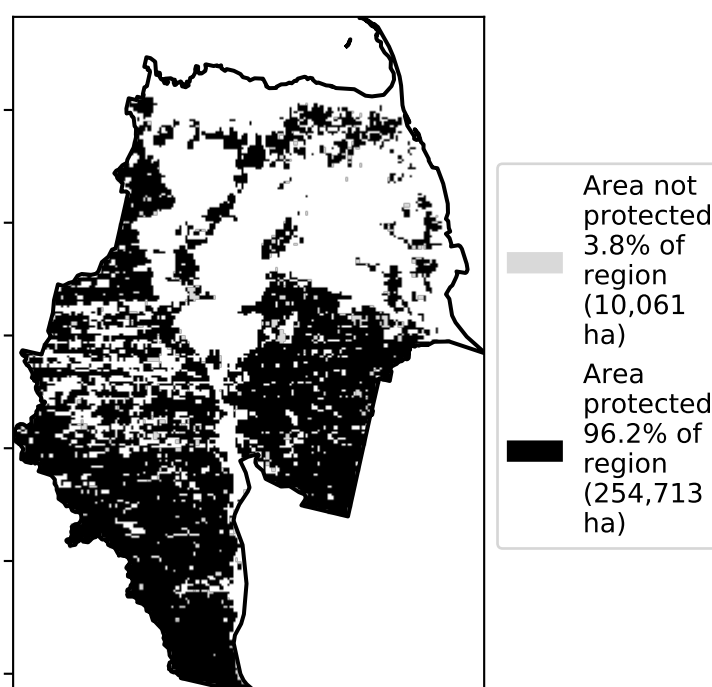 Area not
protected
3.8% of
region
(10,061
ha)
Area
protected
96.2% of
region
(254,713
ha)